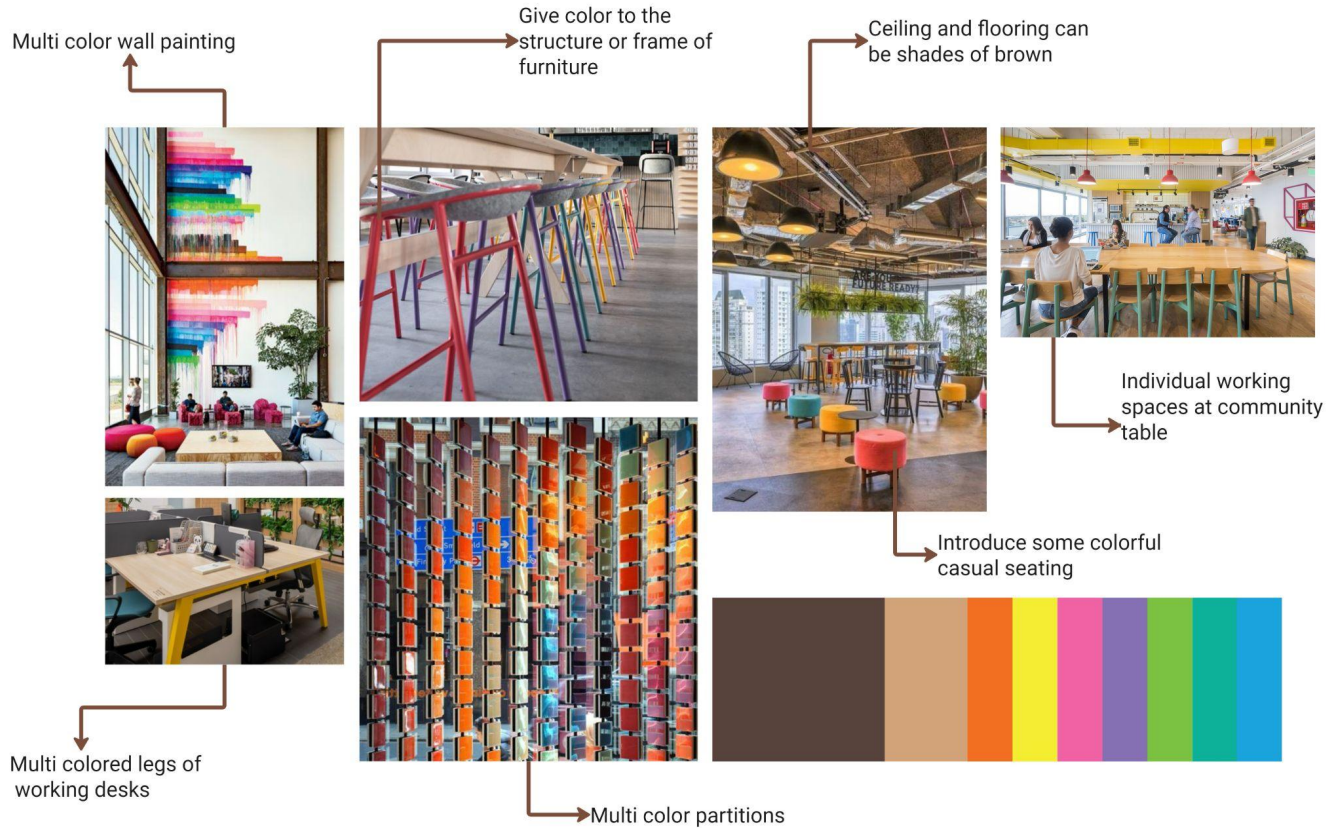 Multi color wall painting
Give color to the
structure or frame of
furniture
Ceiling and flooring can
be shades of brown
FUTURE READY?
Individual working
spaces at community
table
Introduce some colorful
casual seating
Multi colored legs of
working desks
Multi color partitions